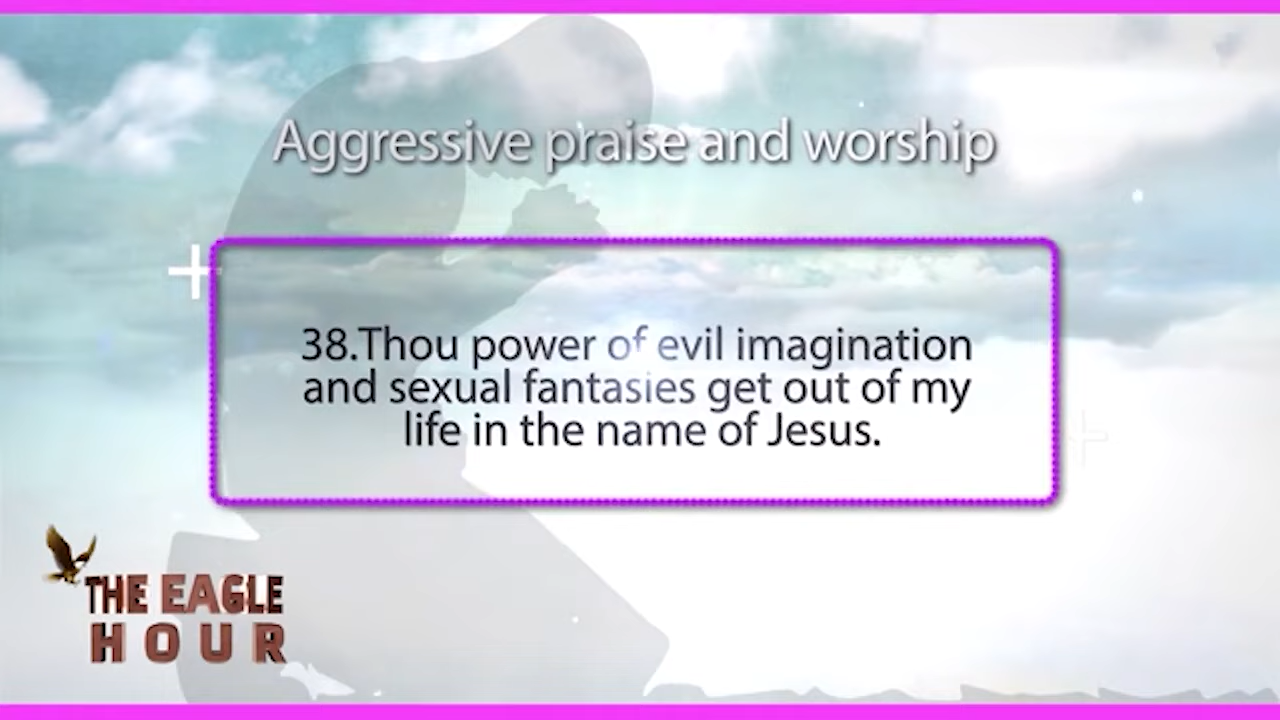 Aggressive praise and worship
38.Thou power of evil imagination
and sexual fantasies get out of my
life in the name of Jesus.
THE EAGLE
HOUR